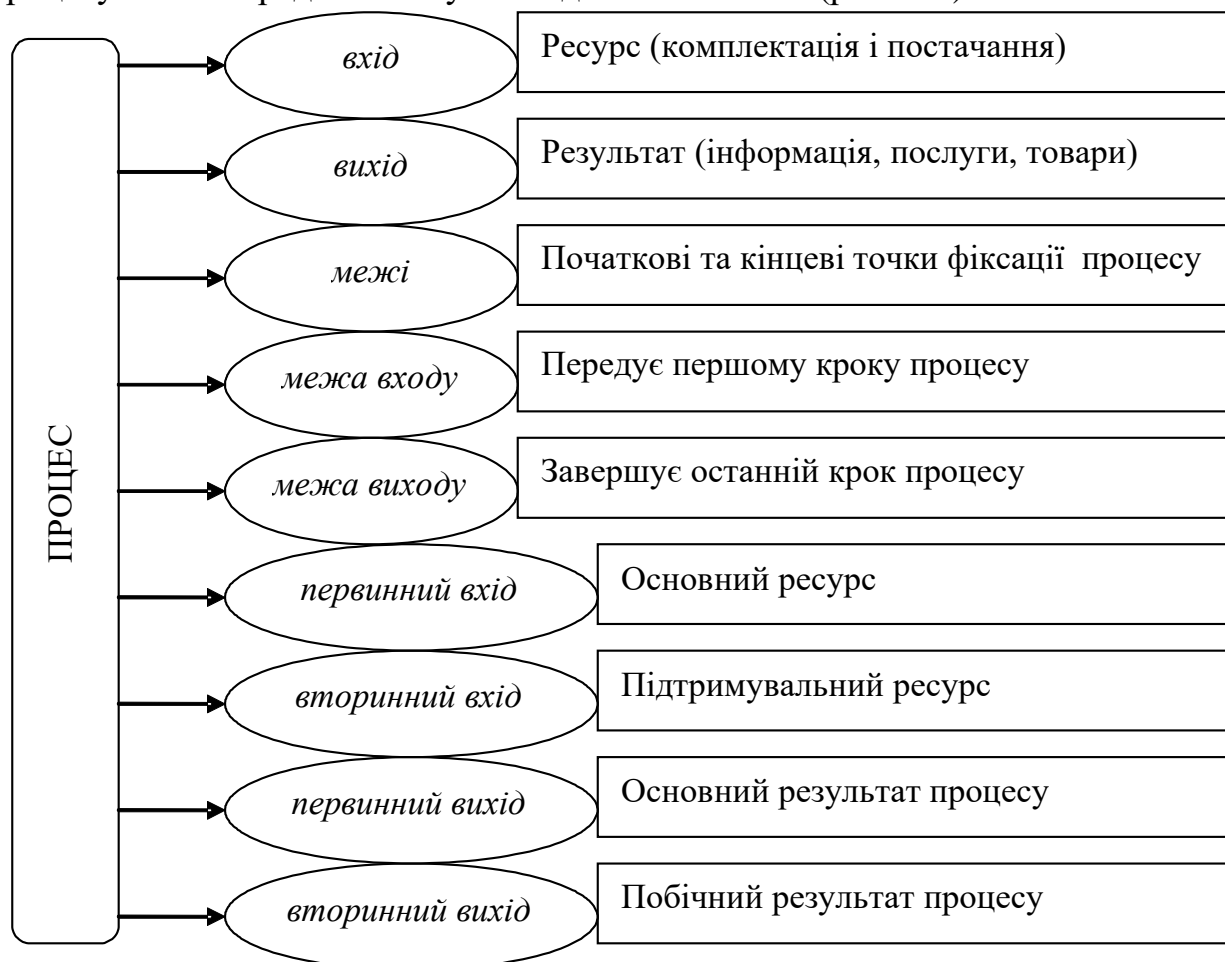 ПРОЦЕС
вхід
Ресурс (комплектація і постачання)
вихід
Результат (інформація, послуги, товари)
межі
Початкові та кінцеві точки фіксації процесу
межа входу
Передує першому кроку процесу
межа виходу
Завершує останній крок процесу
первинний вхід
Основний ресурс
вторинний вхід
Підтримувальний ресурс
первинний вихід
Основний результат процесу
вторинний вихід
Побічний результат процесу